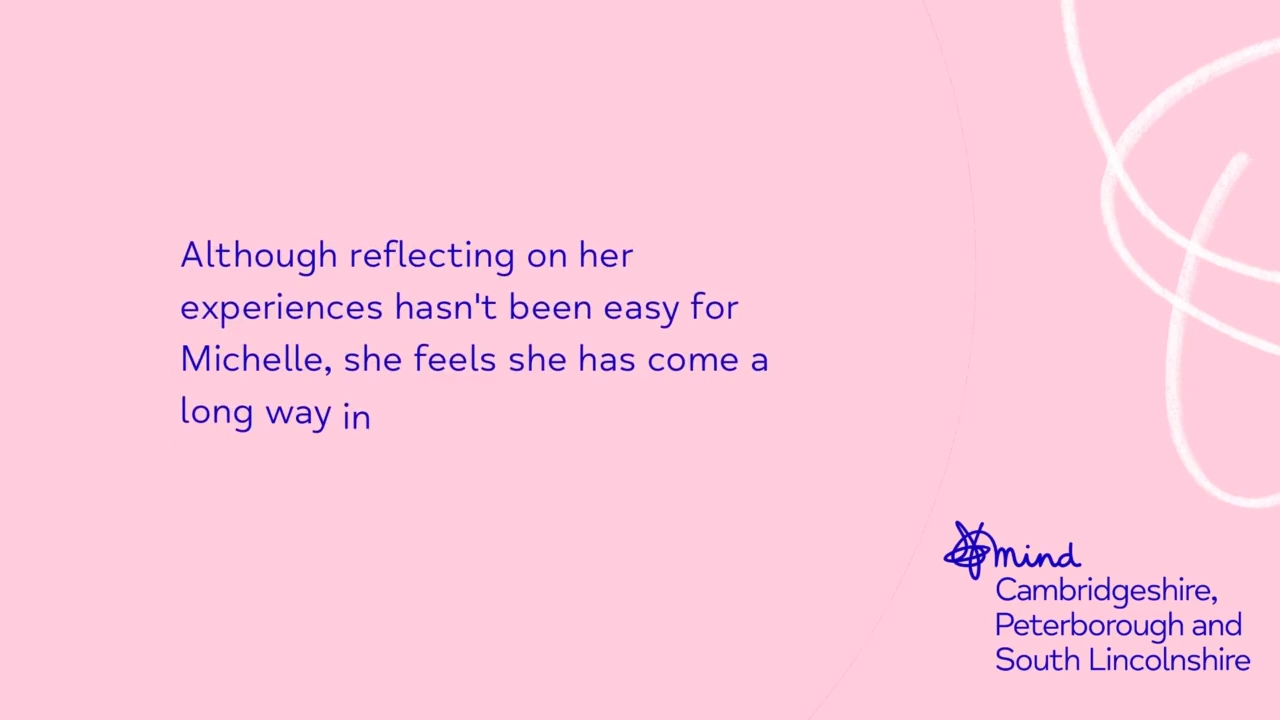 Although reflecting on her
experiences hasn't been easy for
Michelle, she feels she has come a
long way in
mind
Cambridgeshire,
Peterborough and
South Lincolnshire